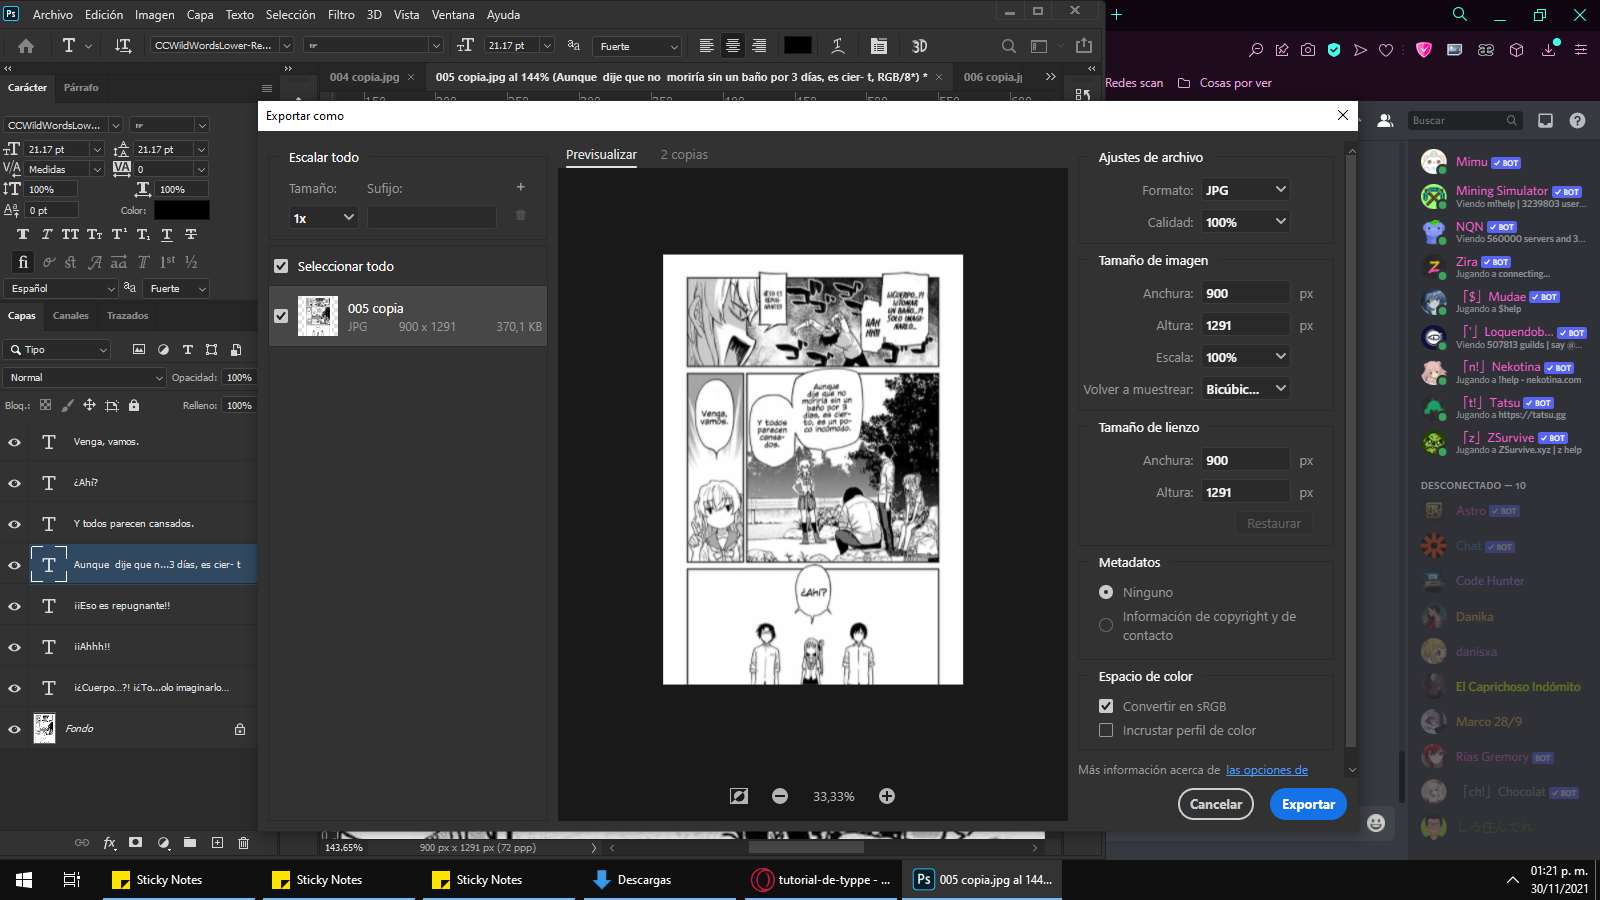 Ps Archivo Edición Imagen Capa Texto Selección Filtro 3D Vista Ventana Ayuda
CCWildWordsLower-Re... 21.17 pt aa Fuerte 3D
004 copia.jpg × 005 copia.jpg al 144% (Aunque dije que no moriría sin un baño por 3 días, es cier- t, RGB/8*) * × 006 copia.j
150 200 250 300 350 400 450 500 550 600
Carácter Párrafo
CCWildWordsLow...
21.17 pt 21.17 pt
Medidas 0
100% 100%
0 pt Color:
Español aa Fuerte
Capas Canales Trazados
Tipo
Normal Opacidad: 100%
Bloq.: Relleno: 100%
Venga, vamos.
¿Ahí?
Y todos parecen cansados.
Aunque dije que n...3 días, es cier- t
¡¡Eso es repugnante!!
¡¡Ahhh!!
¡¿Cuerpo...?! ¡¿To...olo imaginarlo...
Fondo
Exportar como
Escalar todo
Tamaño: Sufijo:
1x
Seleccionar todo
005 copia
JPG 900 x 1291 370,1 KB
Previsualizar 2 copias
¡¡ESO ES REPUGNANTE!!
¡¿CUERPO...?! ¡¿TOMAR UN BAÑO...?! SOLO IMAGINARLO...
Venga, vamos.
Aunque dije que no moriría sin un baño por 3 días, es cierto, es un poco incómodo.
Y todos parecen cansados.
¿Ahí?
33,33%
Ajustes de archivo
Formato: JPG
Calidad: 100%
Tamaño de imagen
Anchura: 900 px
Altura: 1291 px
Escala: 100%
Volver a muestrear: Bicúbic...
Tamaño de lienzo
Anchura: 900 px
Altura: 1291 px
Restaurar
Metadatos
Ninguno
Información de copyright y de
contacto
Espacio de color
Convertir en sRGB
Incrustar perfil de color
Más información acerca de las opciones de
Cancelar Exportar
143.65% 900 px x 1291 px (72 ppp)
Redes scan Cosas por ver
Buscar
Mimu BOT
Mining Simulator BOT
Viendo m!help | 3239803 user...
NQN BOT
Viendo 560000 servers and 3...
Zira BOT
Jugando a connecting...
「$」 Mudae BOT
Jugando a $help
「'」 Loquendob... BOT
Viendo 507813 guilds | say @...
「n!」 Nekotina BOT
Jugando a !help - nekotina.com
「t!」 Tatsu BOT
Jugando a https://tatsu.gg
「z」 ZSurvive BOT
Jugando a ZSurvive.xyz | z help
DESCONECTADO — 10
Astro BOT
Chat BOT
Code Hunter
Danika
danisxa
El Caprichoso Indómito
Marco 28/9
Rías Gremory BOT
「ch!」 Chocolat BOT
Sticky Notes Sticky Notes Sticky Notes Descargas tutorial-de-typpe - ... Ps 005 copia.jpg al 144...
01:21 p. m.
30/11/2021